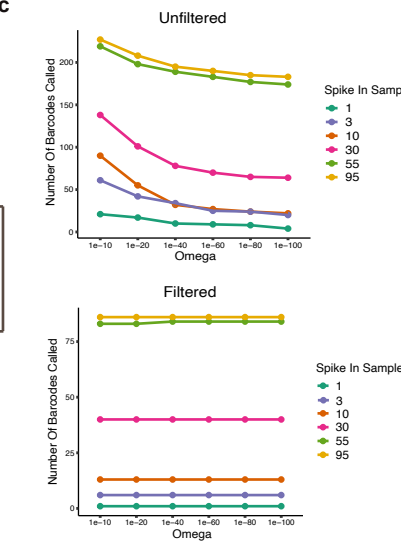 c
Unfiltered
Number Of Barcodes Called
200
150
100
50
0
1e−10 1e−20 1e−40 1e−60 1e−80 1e−100
Omega
Spike In Sampl
1
3
10
30
55
95
Filtered
Number Of Barcodes Called
75
50
25
0
1e−10 1e−20 1e−40 1e−60 1e−80 1e−100
Omega
Spike In Sample
1
3
10
30
55
95